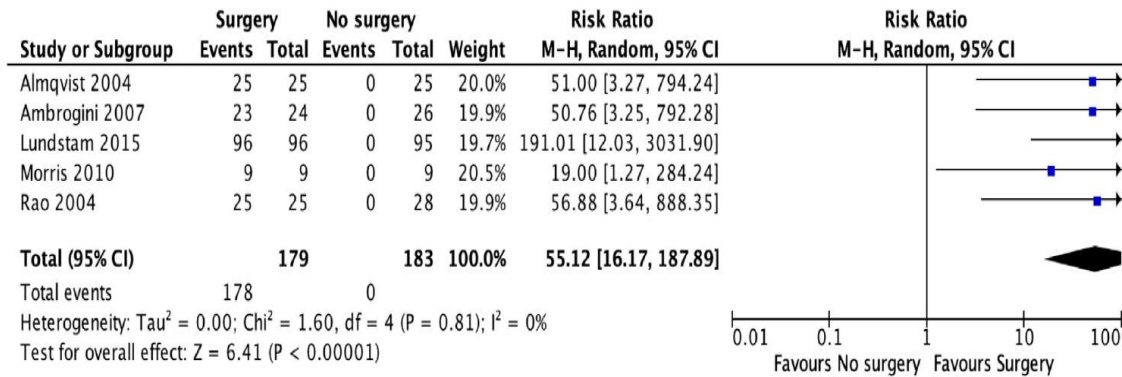 Surgery No surgery Risk Ratio Risk Ratio
Study or Subgroup Events Total Events Total Weight M-H, Random, 95% CI M-H, Random, 95% CI
Almqvist 2004 25 25 0 25 20.0% 51.00 [3.27, 794.24]
Ambrogini 2007 23 24 0 26 19.9% 50.76 [3.25, 792.28]
Lundstam 2015 96 96 0 95 19.7% 191.01 [12.03, 3031.90]
Morris 2010 9 9 0 9 20.5% 19.00 [1.27, 284.24]
Rao 2004 25 25 0 28 19.9% 56.88 [3.64, 888.35]
Total (95% CI) 179 183 100.0% 55.12 [16.17, 187.89]
Total events 178 0
Heterogeneity: Tau² = 0.00; Chi² = 1.60, df = 4 (P = 0.81); I² = 0%
Test for overall effect: Z = 6.41 (P < 0.00001)
0.01 0.1 1 10 100
Favours No surgery Favours Surgery